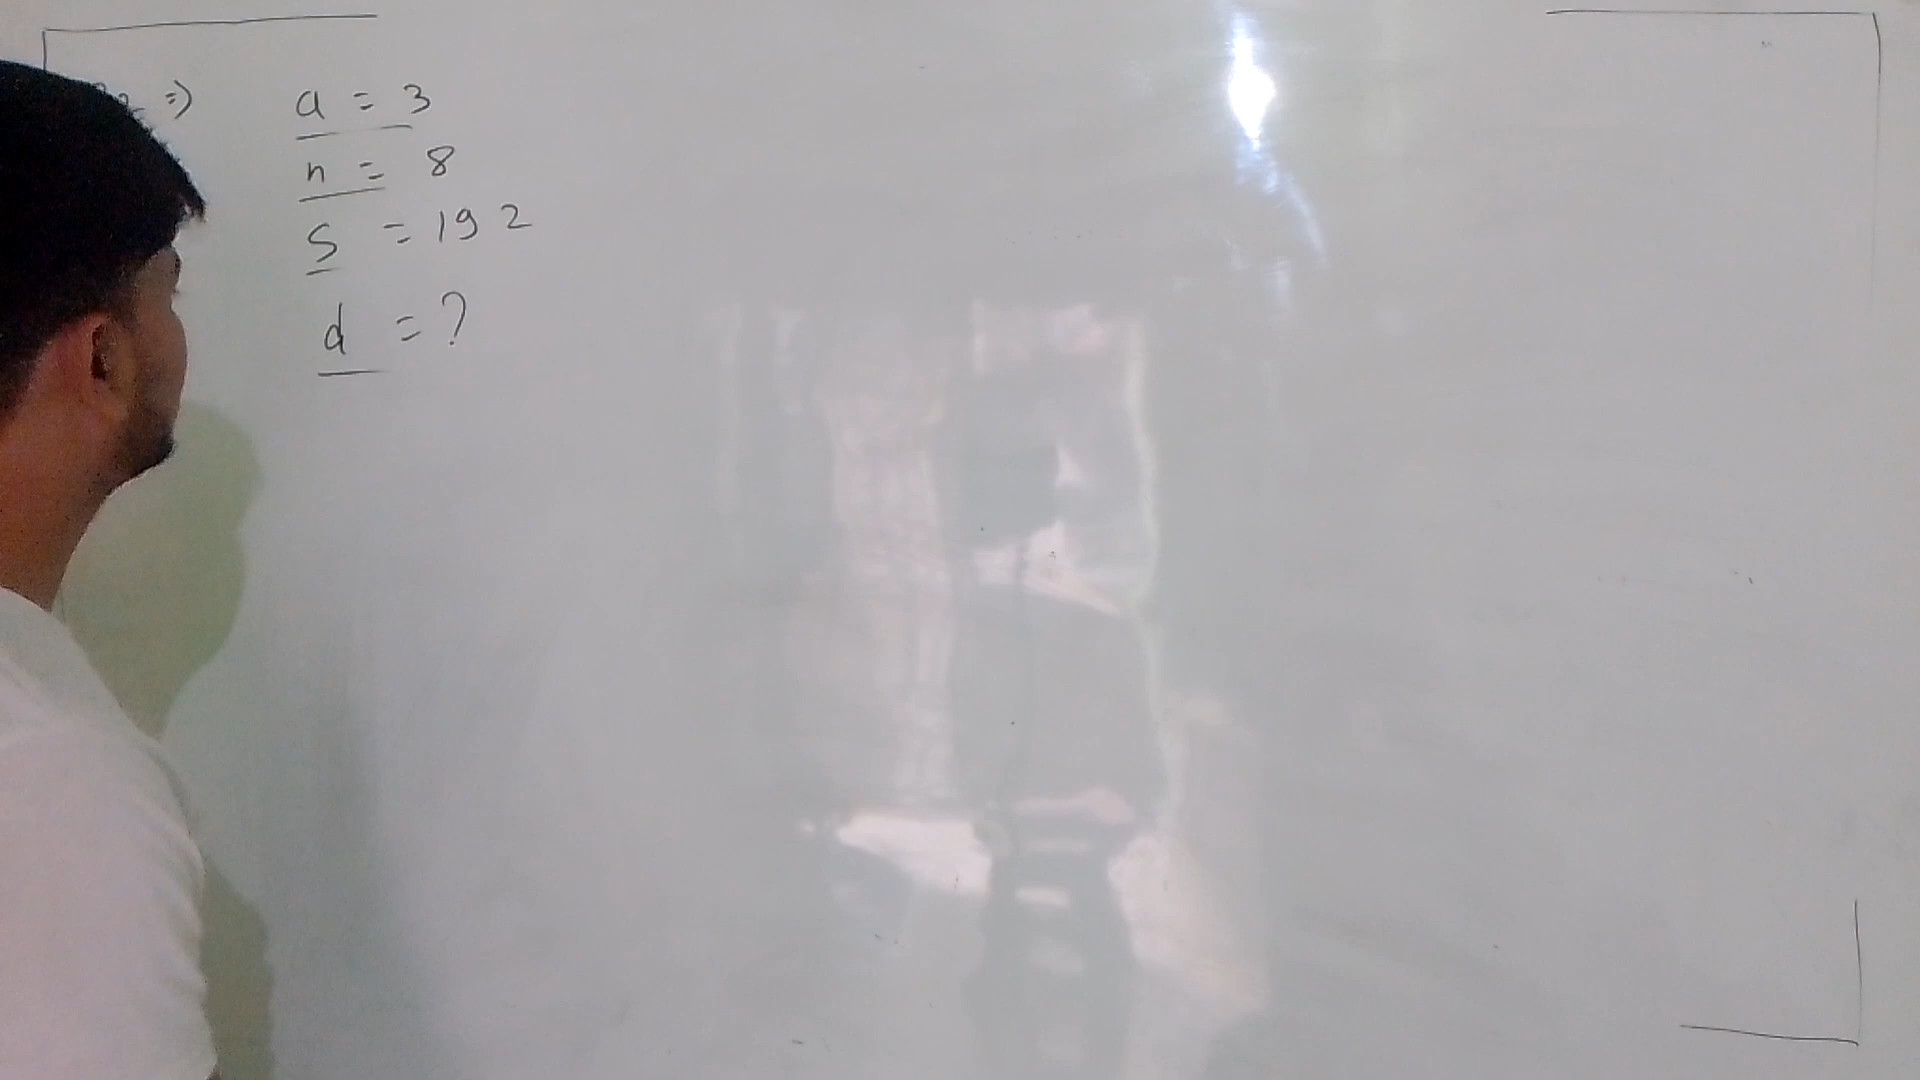 =) a = 3
n = 8
S = 192
d = ?